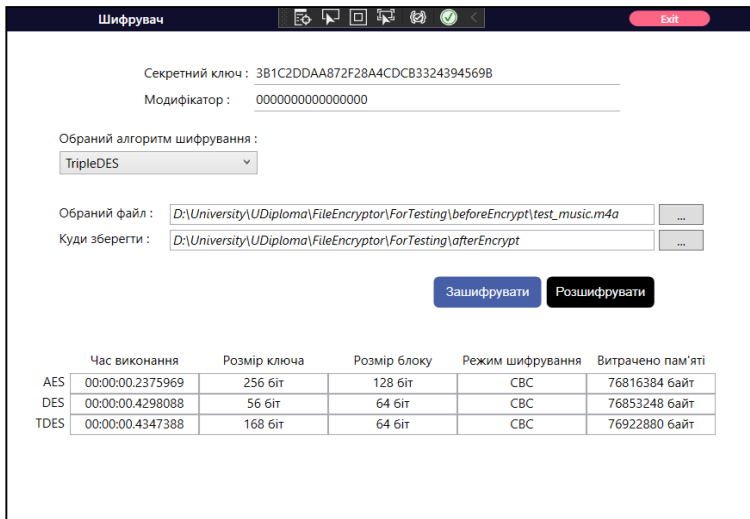 Шифрувач Exit
Секретний ключ : 3B1C2DDAA872F28A4CDCB3324394569B
Модифікатор : 0000000000000000
Обраний алгоритм шифрування :
TripleDES
Обраний файл : D:\University\UDiploma\FileEncryptor\ForTesting\beforeEncrypt\test_music.m4a ...
Куди зберегти : D:\University\UDiploma\FileEncryptor\ForTesting\afterEncrypt ...
Зашифрувати Розшифрувати
Час виконання Розмір ключа Розмір блоку Режим шифрування Витрачено пам'яті
AES 00:00:00.2375969 256 біт 128 біт CBC 76816384 байт
DES 00:00:00.4298088 56 біт 64 біт CBC 76853248 байт
TDES 00:00:00.4347388 168 біт 64 біт CBC 76922880 байт